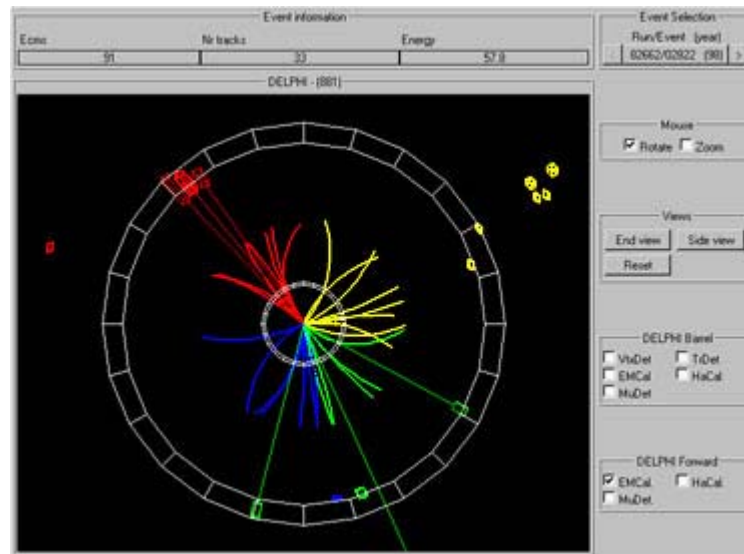 Event information
Ecms Nr tracks Energy
91 33 57.9
DELPHI - (881)
Event Selection
Run/Event (year)
< 82662/02822 (98) >
Mouse
Rotate Zoom
Views
End view Side view
Reset
DELPHI Barrel
VtxDet TrDet
EMCal HaCal
MuDet
DELPHI Forward
EMCal HaCal
MuDet